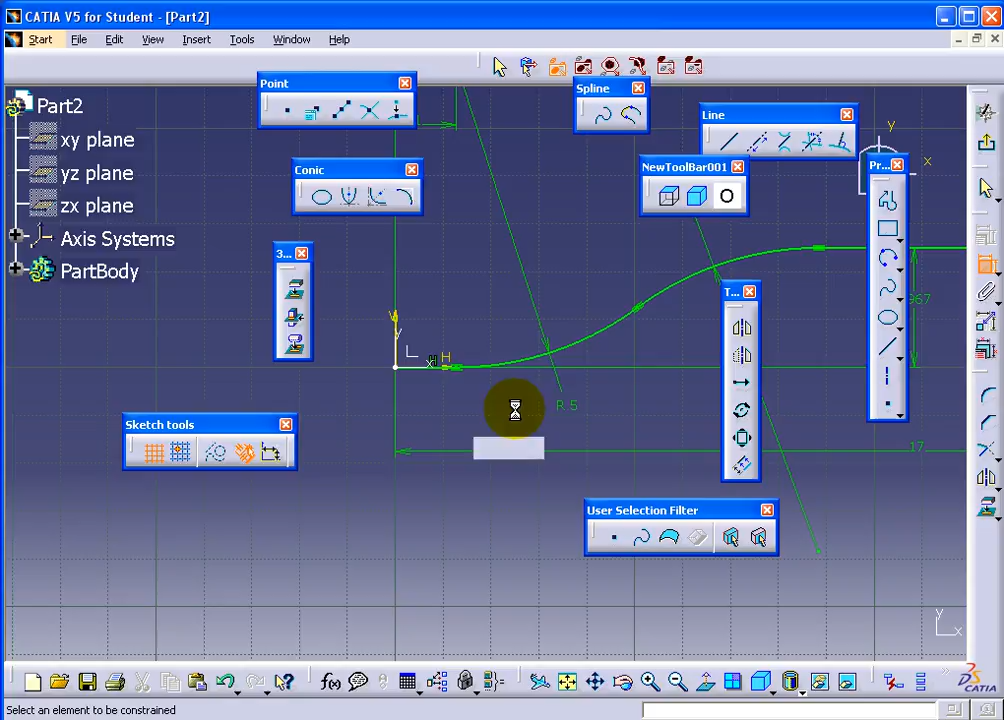 CATIA V5 for Student - [Part2]
Start File Edit View Insert Tools Window Help
Point
Spline
Line
Conic
NewToolBar001
Pr...
Part2
xy plane
yz plane
zx plane
Axis Systems
PartBody
3...
T...
y
x
y
x
H
H
967
R 5
17
Sketch tools
User Selection Filter
y
x
f(x)
CATIA
Select an element to be constrained